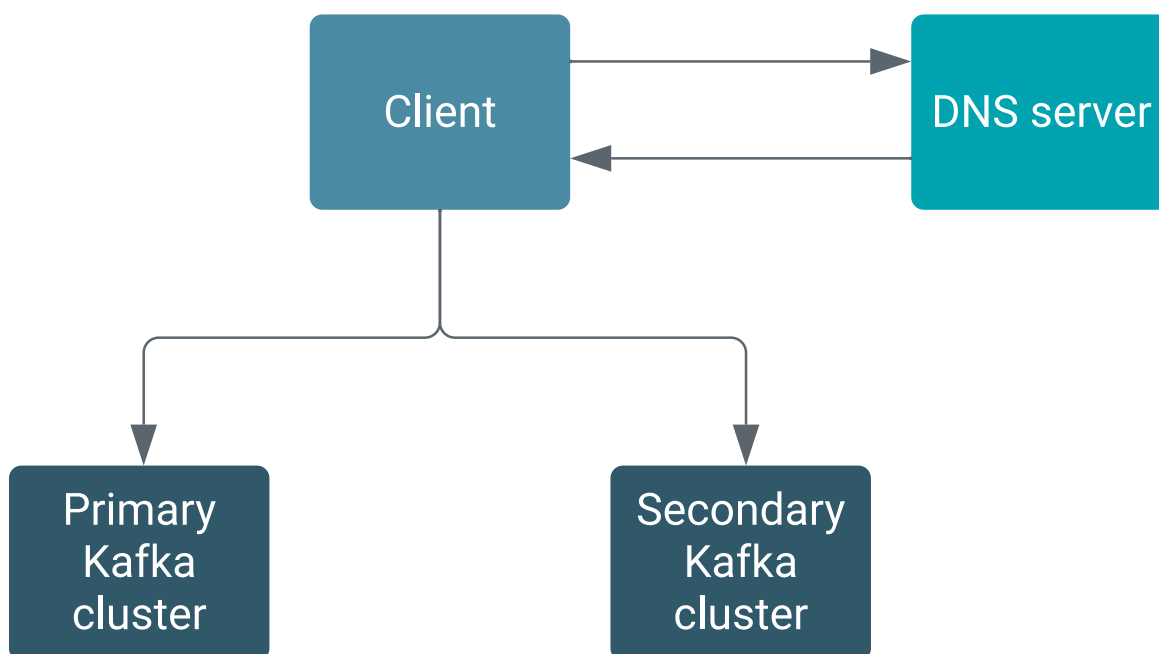 Client
DNS server
Primary
Kafka
cluster
Secondary
Kafka
cluster